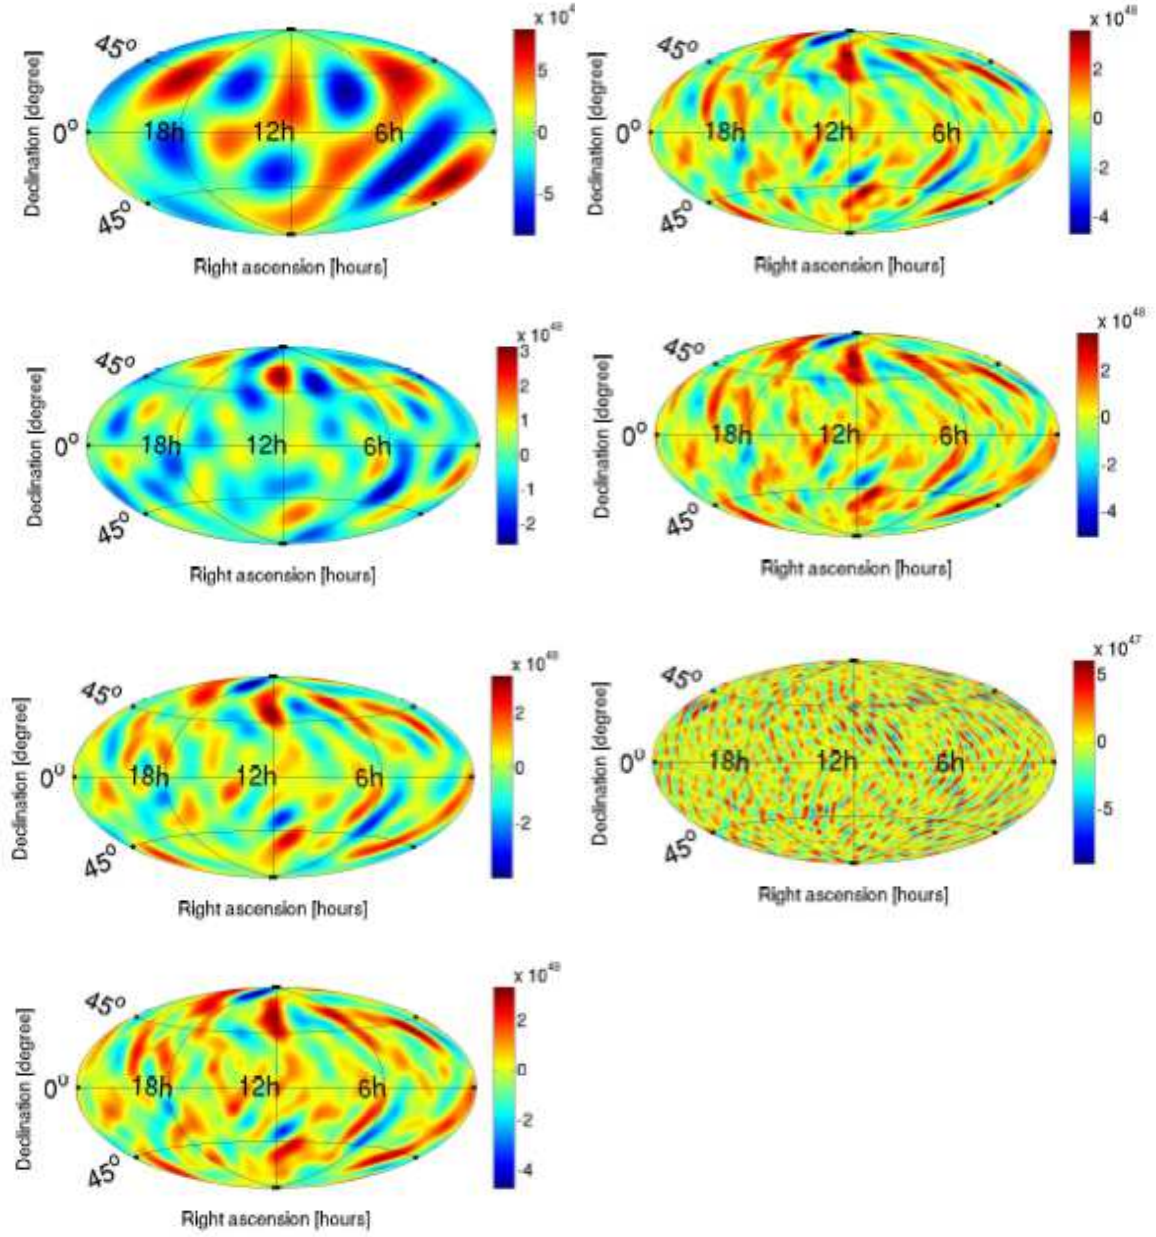 x 10⁴
45°
Declination [degree]
0°
18h
12h
6h
45°
5
0
-5
Right ascension [hours]
x 10⁴⁸
45°
Declination [degree]
0°
18h
12h
6h
45°
2
0
-2
-4
Right ascension [hours]
x 10⁴⁸
45°
Declination [degree]
0°
18h
12h
6h
45°
3
2
1
0
-1
-2
Right ascension [hours]
x 10⁴⁸
45°
Declination [degree]
0°
18h
12h
6h
45°
2
0
-2
-4
Right ascension [hours]
x 10⁴⁸
45°
Declination [degree]
0°
18h
12h
6h
45°
2
0
-2
Right ascension [hours]
x 10⁴⁷
45°
Declination [degree]
0°
18h
12h
6h
45°
5
0
-5
Right ascension [hours]
x 10⁴⁸
45°
Declination [degree]
0°
18h
12h
6h
45°
2
0
-2
-4
Right ascension [hours]